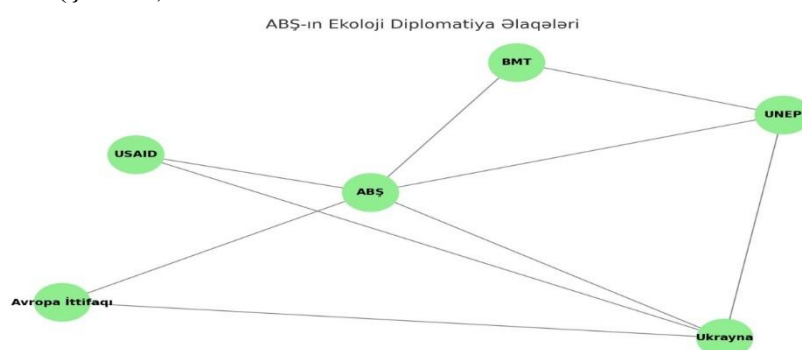 ABŞ-ın Ekoloji Diplomatiya Əlaqələri
BMT
UNEP
USAID
ABŞ
Avropa İttifaqı
Ukrayna